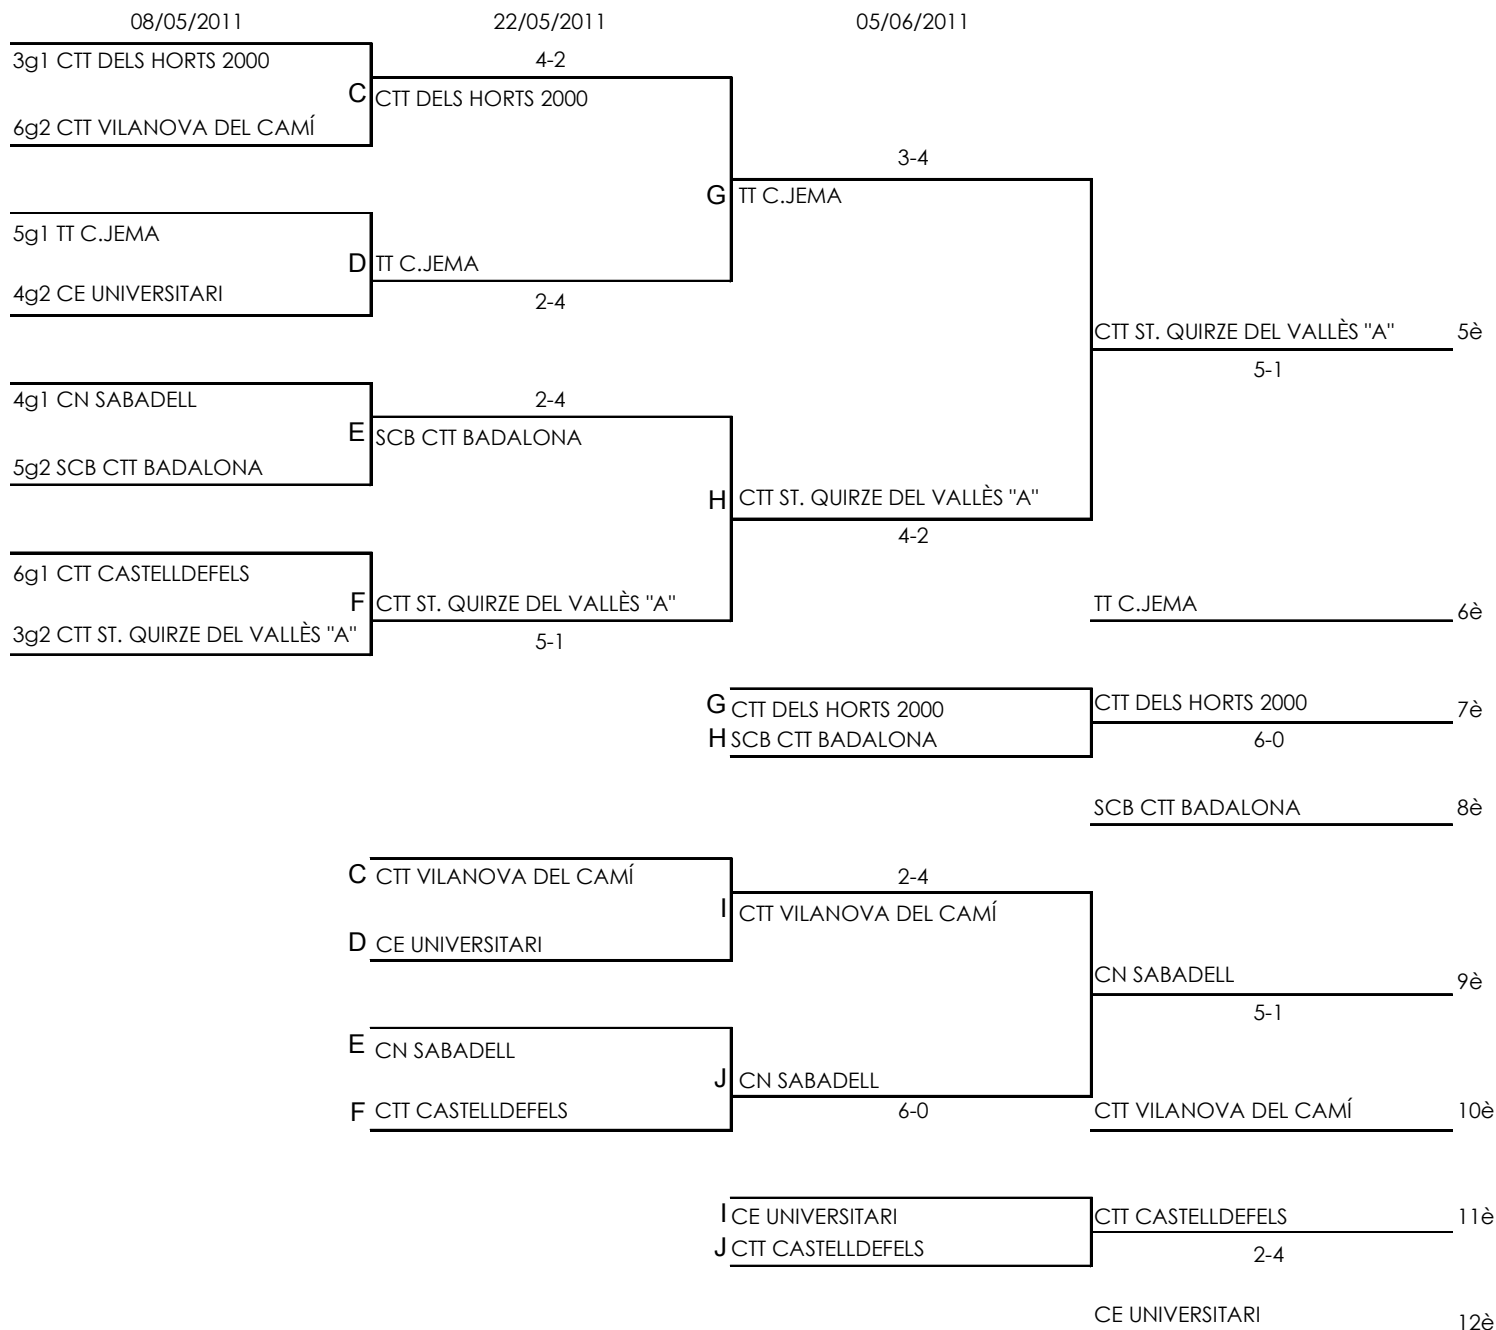 08/05/2011 22/05/2011 05/06/2011
3g1 CTT DELS HORTS 2000 4-2
C CTT DELS HORTS 2000
6g2 CTT VILANOVA DEL CAMÍ
3-4
G TT C.JEMA
5g1 TT C.JEMA
D TT C.JEMA
4g2 CE UNIVERSITARI 2-4
CTT ST. QUIRZE DEL VALLÈS "A" 5è
5-1
4g1 CN SABADELL 2-4
E SCB CTT BADALONA
5g2 SCB CTT BADALONA
H CTT ST. QUIRZE DEL VALLÈS "A"
4-2
6g1 CTT CASTELLDEFELS
F CTT ST. QUIRZE DEL VALLÈS "A" TT C.JEMA 6è
3g2 CTT ST. QUIRZE DEL VALLÈS "A" 5-1
G CTT DELS HORTS 2000 CTT DELS HORTS 2000 7è
H SCB CTT BADALONA 6-0
SCB CTT BADALONA 8è
C CTT VILANOVA DEL CAMÍ 2-4
I CTT VILANOVA DEL CAMÍ
D CE UNIVERSITARI
CN SABADELL 9è
5-1
E CN SABADELL
J CN SABADELL
F CTT CASTELLDEFELS 6-0 CTT VILANOVA DEL CAMÍ 10è
I CE UNIVERSITARI CTT CASTELLDEFELS 11è
J CTT CASTELLDEFELS 2-4
CE UNIVERSITARI 12è